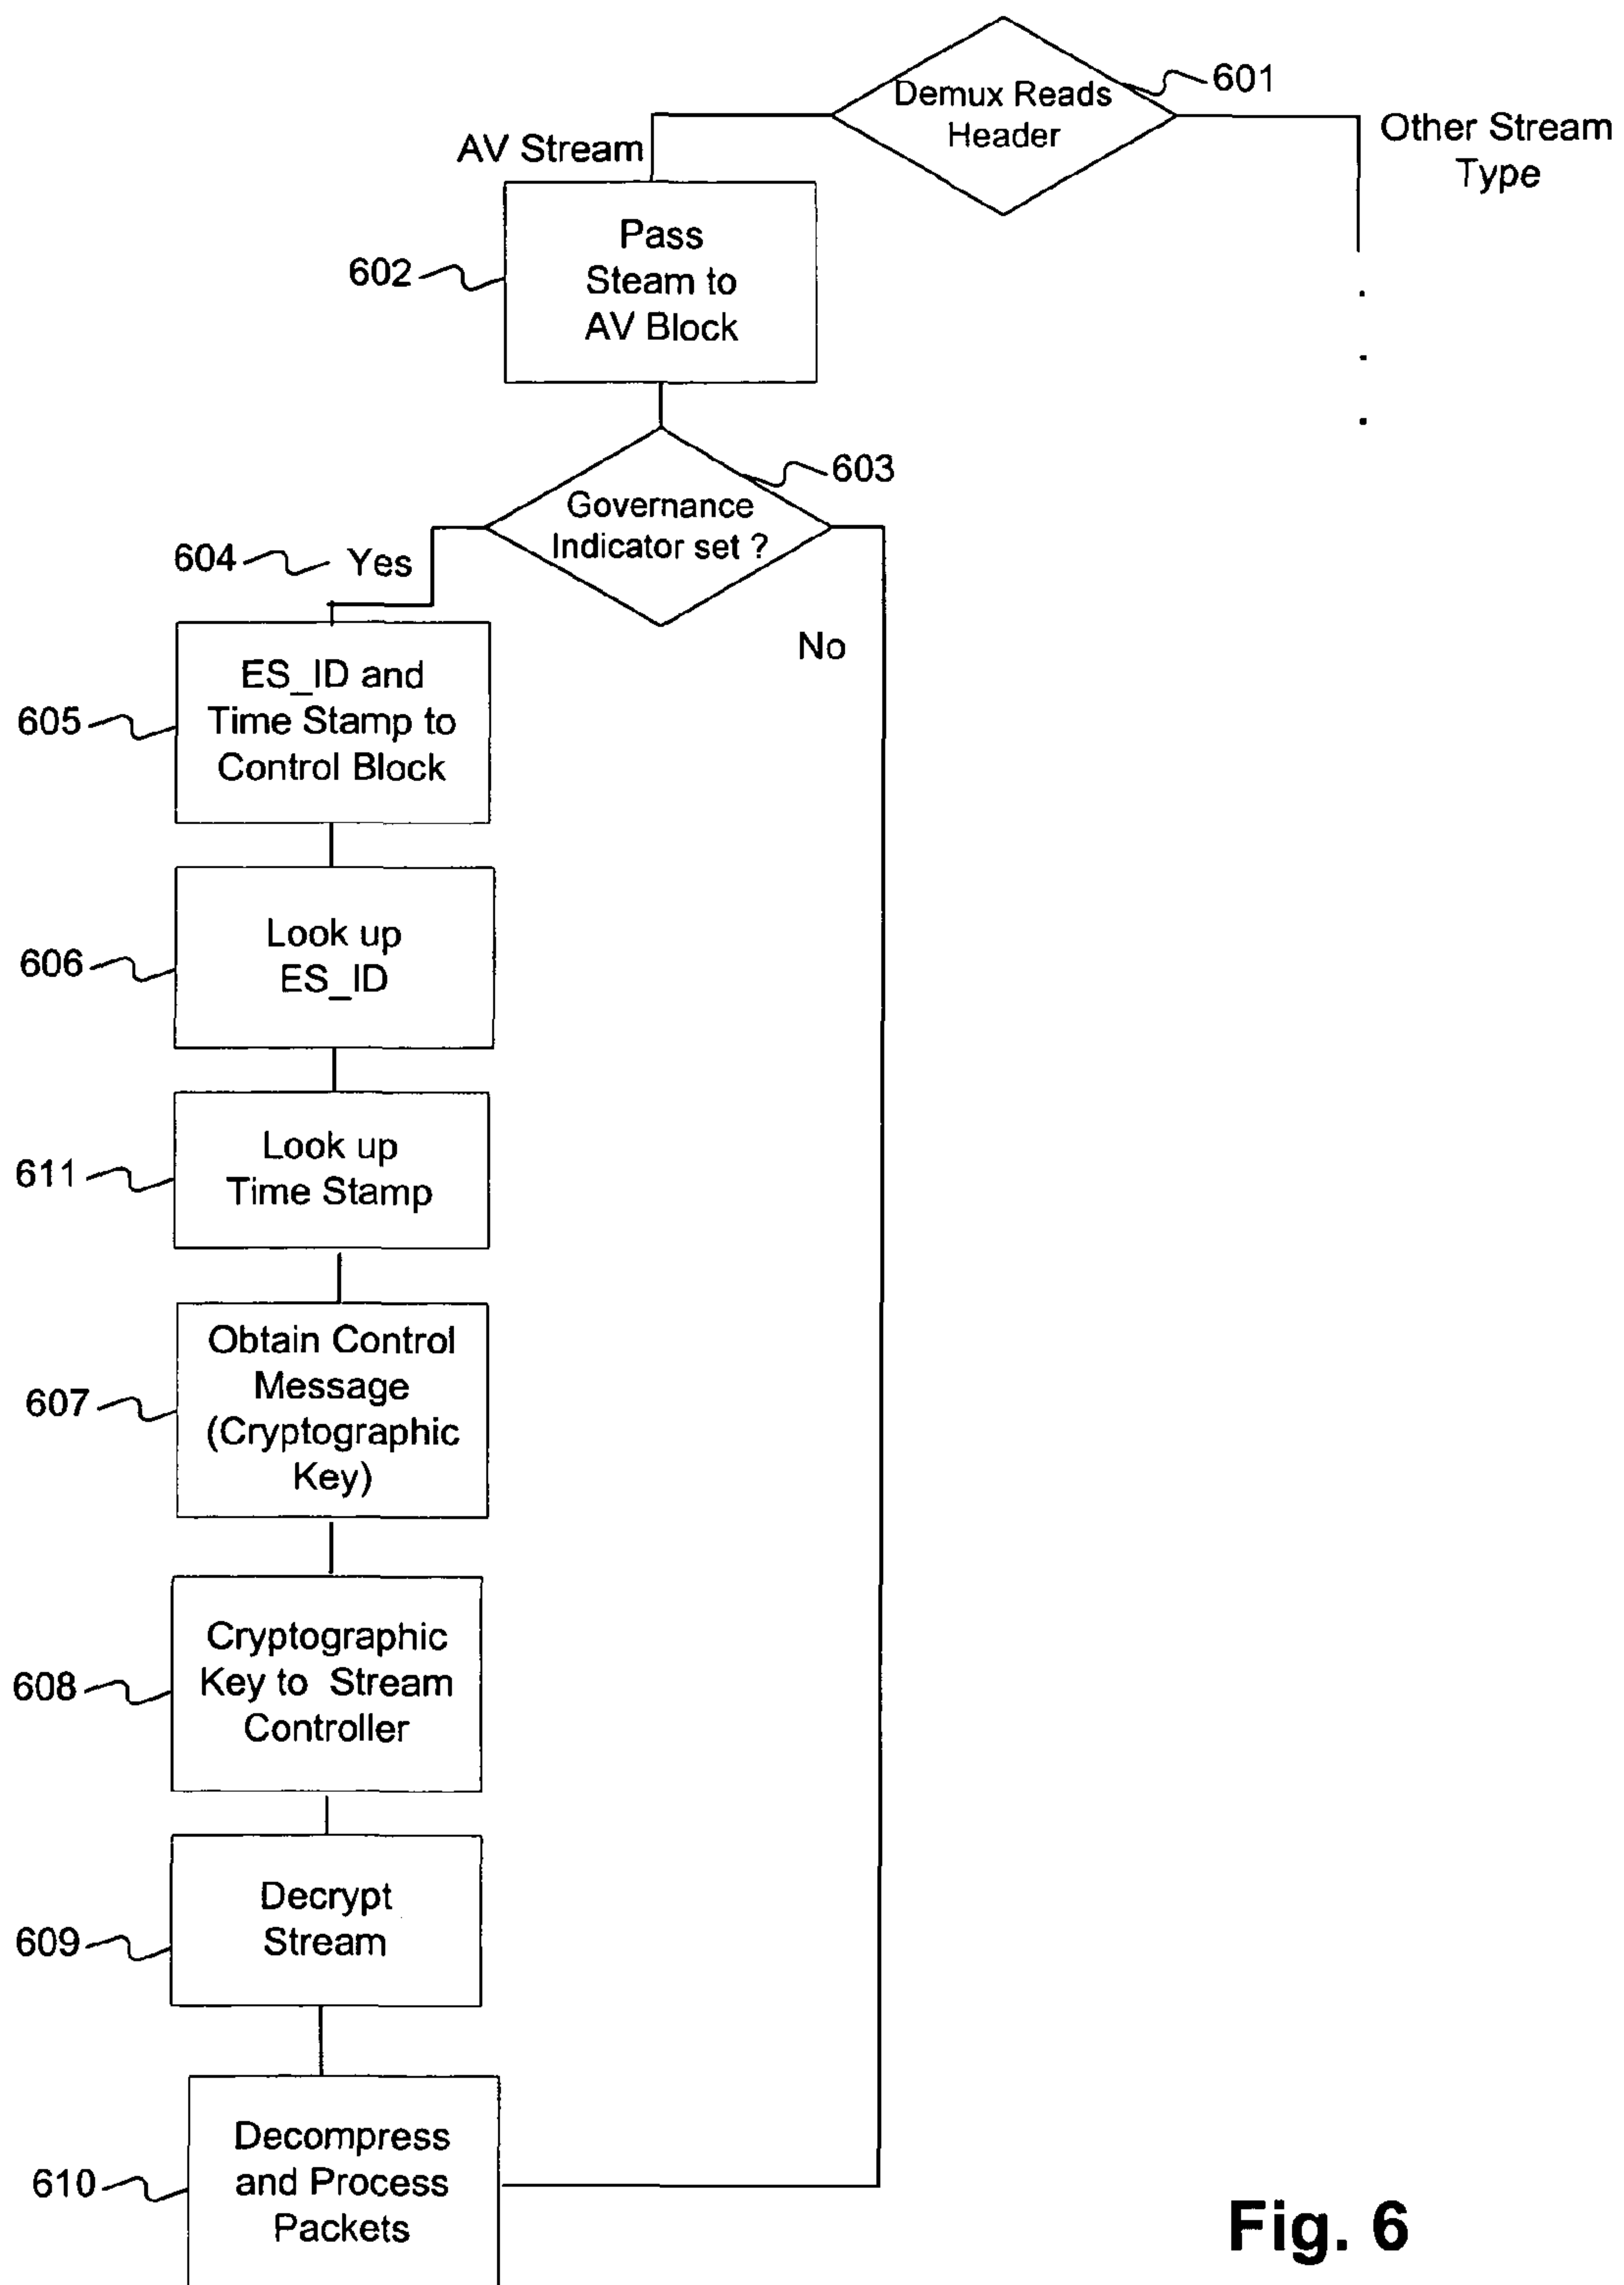 Demux Reads
Header
601
AV Stream
Other Stream
Type
Pass
Steam to
AV Block
602
603
Governance
Indicator set ?
604
Yes
No
ES_ID and
Time Stamp to
Control Block
605
Look up
ES_ID
606
Look up
Time Stamp
611
Obtain Control
Message
(Cryptographic
Key)
607
Cryptographic
Key to Stream
Controller
608
Decrypt
Stream
609
Decompress
and Process
Packets
610
Fig. 6